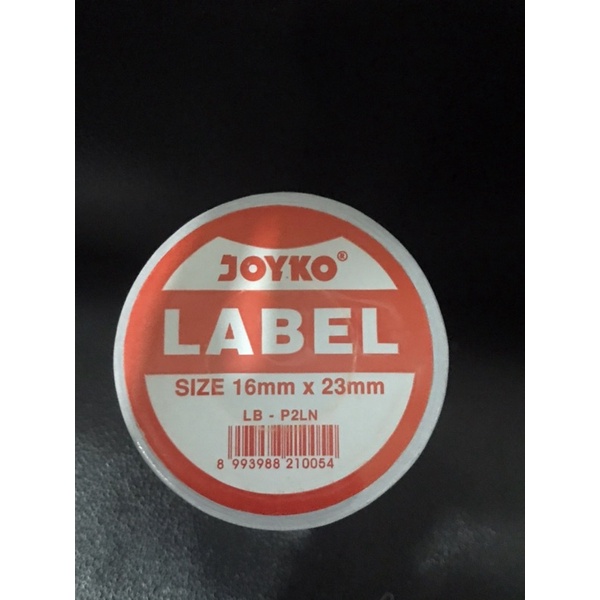 JOYKO®
LABEL
SIZE 16mm x 23mm
LB - P2LN
8 993988 210054